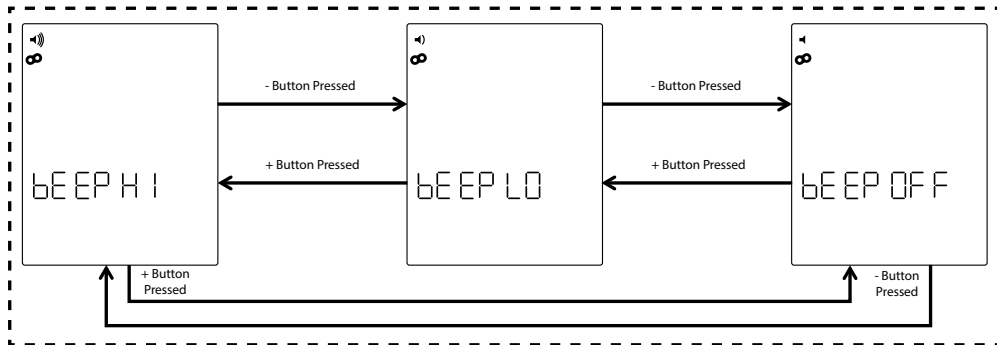 - Button Pressed
- Button Pressed
+ Button Pressed
+ Button Pressed
bEEP HI
bEEP LO
bEEP OFF
+ Button
Pressed
- Button
Pressed